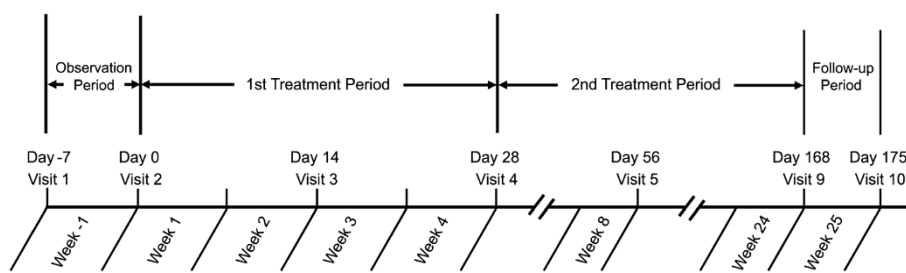 Observation
Period
1st Treatment Period
2nd Treatment Period
Follow-up
Period
Day -7
Visit 1
Day 0
Visit 2
Day 14
Visit 3
Day 28
Visit 4
Day 56
Visit 5
Day 168
Visit 9
Day 175
Visit 10
Week -1
Week 1
Week 2
Week 3
Week 4
Week 8
Week 24
Week 25